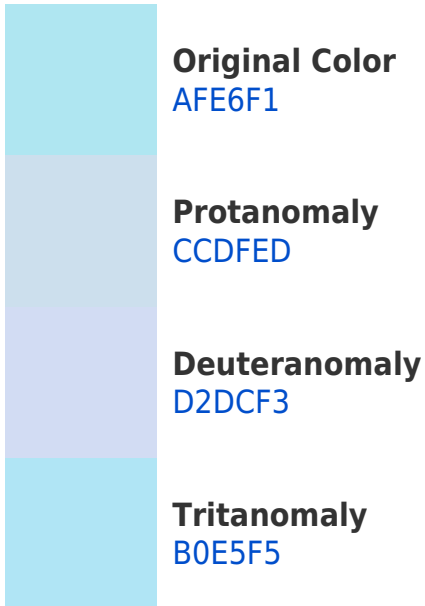 Original Color
AFE6F1
Protanomaly
CCDFED
Deuteranomaly
D2DCF3
Tritanomaly
B0E5F5